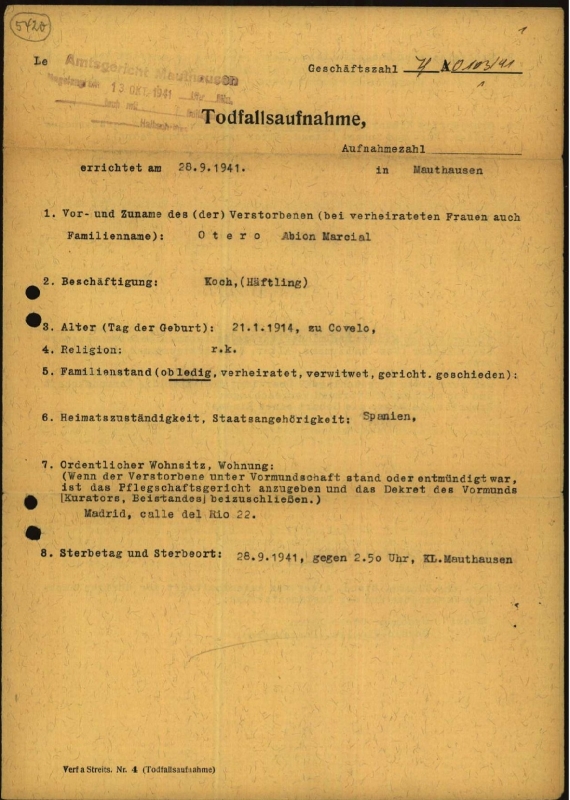 5420
Le
Amtsgericht Mauthausen
13 OKT. 1941
Geschäftszahl
Todfallsaufnahme,
Aufnahmezahl
errichtet am 28.9.1941. in Mauthausen
1. Vor- und Zuname des (der) Verstorbenen (bei verheirateten Frauen auch
Familienname): O t e r o Abion Marcial
2. Beschäftigung: Koch,(Häftling)
3. Alter (Tag der Geburt): 21.1.1914, zu Covelo,
4. Religion: r.k.
5. Familienstand (ob ledig, verheiratet, verwitwet, gericht. geschieden):
6. Heimatszuständigkeit, Staatsangehörigkeit: Spanien,
7. Ordentlicher Wohnsitz, Wohnung:
(Wenn der Verstorbene unter Vormundschaft stand oder entmündigt war,
ist das Pflegschaftsgericht anzugeben und das Dekret des Vormunds
[Kurators, Beistandes] beizuschließen.)
Madrid, calle del Rio 22.
8. Sterbetag und Sterbeort: 28.9.1941, gegen 2.50 Uhr, KL.Mauthausen
Verf a Streits. Nr. 4 (Todfallsaufnahme)